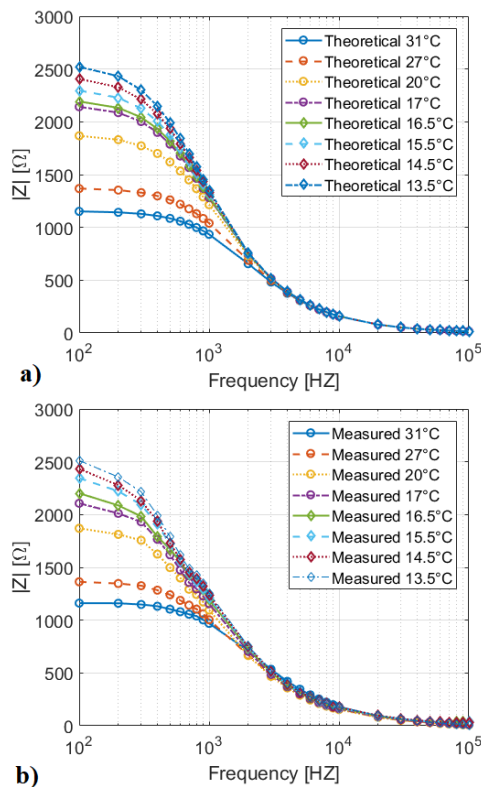 3000
2500
2000
1500
1000
500
0
|Z| [Ω]
Theoretical 31°C
Theoretical 27°C
Theoretical 20°C
Theoretical 17°C
Theoretical 16.5°C
Theoretical 15.5°C
Theoretical 14.5°C
Theoretical 13.5°C
10² 10³ 10⁴ 10⁵
Frequency [HZ]
a)
3000
2500
2000
1500
1000
500
0
|Z| [Ω]
Measured 31°C
Measured 27°C
Measured 20°C
Measured 17°C
Measured 16.5°C
Measured 15.5°C
Measured 14.5°C
Measured 13.5°C
10² 10³ 10⁴ 10⁵
Frequency [HZ]
b)